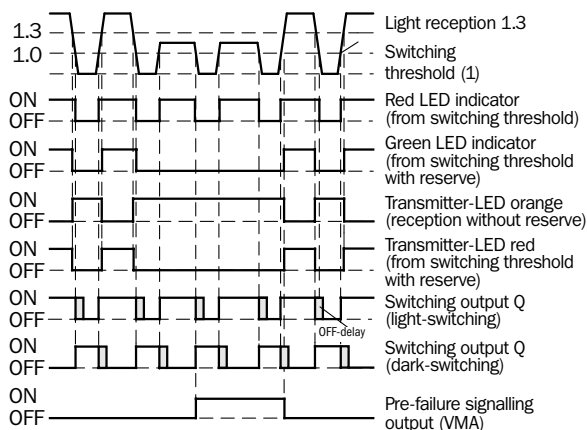 1.3
Light reception 1.3
1.0
Switching
threshold (1)
ON
OFF
Red LED indicator
(from switching threshold)
ON
OFF
Green LED indicator
(from switching threshold
with reserve)
ON
OFF
Transmitter-LED orange
(reception without reserve)
ON
OFF
Transmitter-LED red
(from switching threshold
with reserve)
ON
OFF
Switching output Q
(light-switching)
OFF-delay
ON
OFF
Switching output Q
(dark-switching)
ON
OFF
Pre-failure signalling
output (VMA)